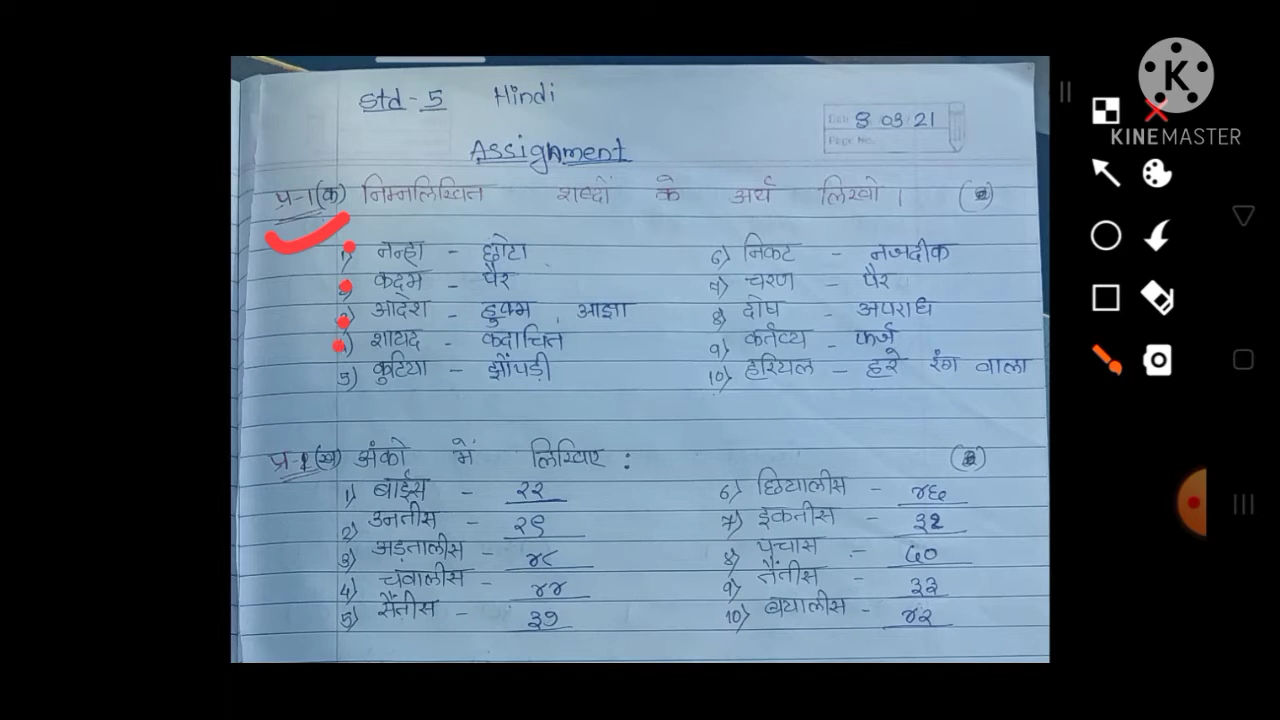 Std - 5 Hindi
8 03 21
Assignment
प्र-1(क) निम्नलिखित शब्दों के अर्थ लिखो । (2)
1) नन्हा - छोटा
2) कदम - पैर
3) आदेश - हुक्म , आज्ञा
4) शायद - कदाचित
5) कुटिया - झोंपड़ी
6) निकट - नजदीक
7) चरण - पैर
8) दोष - अपराध
9) कर्तव्य - फर्ज
10) हरियल - हरे रंग वाला
प्र-1(ख) अंको में लिखिए :
1) बाईस - २२
2) उनतीस - २९
3) अड़तालीस - ४८
4) चवालीस - ४४
5) सैंतीस - ३७
6) छियालीस - ४६
7) इकतीस - ३१
8) पचास - ५०
9) तैंतीस - ३३
10) बयालीस - ४२
K
KINEMASTER